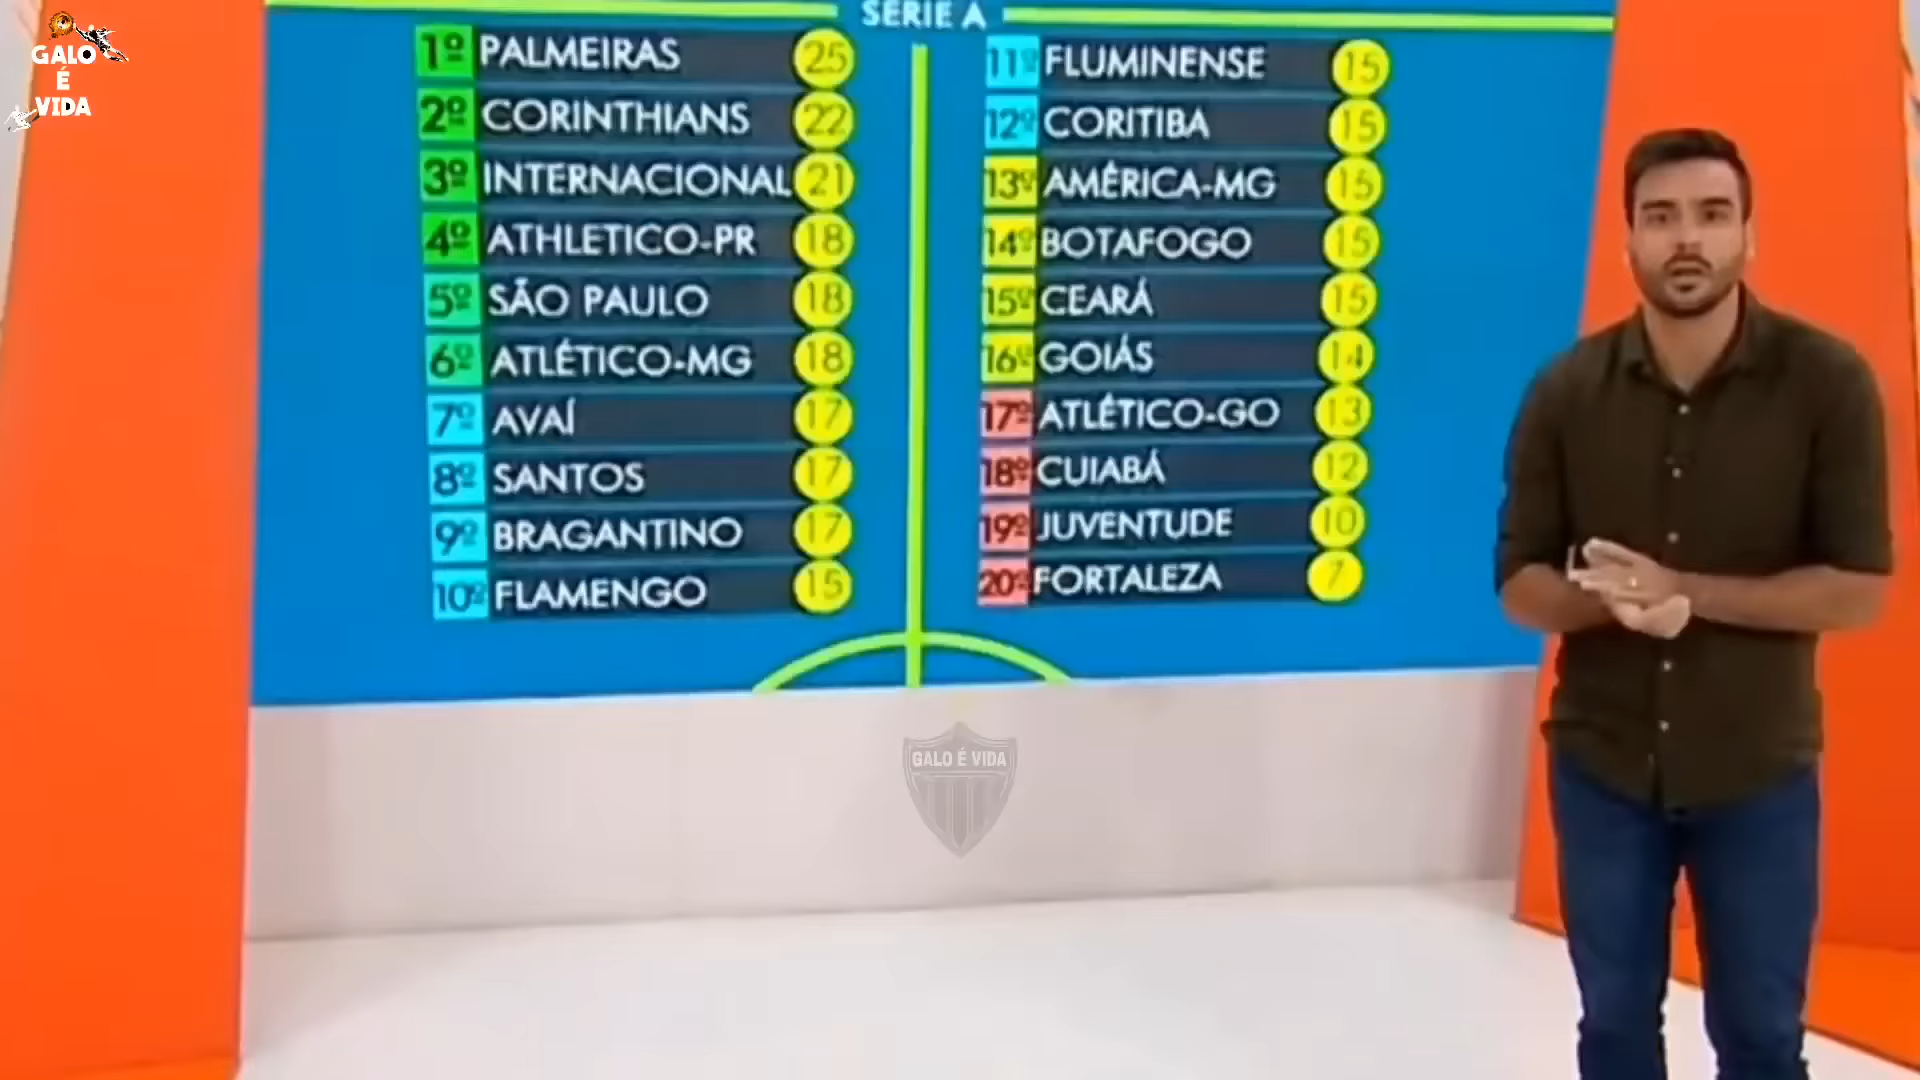 GALO
É
VIDA
SÉRIE A
1º PALMEIRAS 25
2º CORINTHIANS 22
3º INTERNACIONAL 21
4º ATHLETICO-PR 18
5º SÃO PAULO 18
6º ATLÉTICO-MG 18
7º AVAÍ 17
8º SANTOS 17
9º BRAGANTINO 17
10º FLAMENGO 15
11º FLUMINENSE 15
12º CORITIBA 15
13º AMÉRICA-MG 15
14º BOTAFOGO 15
15º CEARÁ 15
16º GOIÁS 14
17º ATLÉTICO-GO 13
18º CUIABÁ 12
19º JUVENTUDE 10
20º FORTALEZA 7
GALO É VIDA